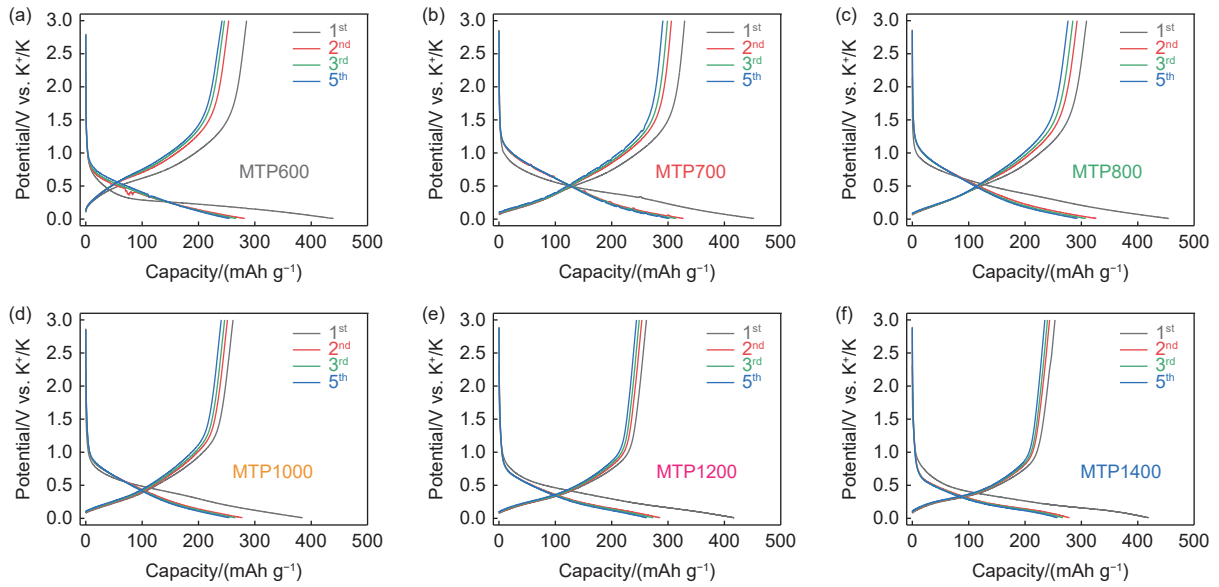 (a)
3.0
2.5
2.0
1.5
1.0
0.5
0.0
Potential/V vs. K⁺/K
1st
2nd
3rd
5th
MTP600
0 100 200 300 400 500
Capacity/(mAh g⁻¹)
(b)
3.0
2.5
2.0
1.5
1.0
0.5
0.0
Potential/V vs. K⁺/K
1st
2nd
3rd
5th
MTP700
0 100 200 300 400 500
Capacity/(mAh g⁻¹)
(c)
3.0
2.5
2.0
1.5
1.0
0.5
0.0
Potential/V vs. K⁺/K
1st
2nd
3rd
5th
MTP800
0 100 200 300 400 500
Capacity/(mAh g⁻¹)
(d)
3.0
2.5
2.0
1.5
1.0
0.5
0.0
Potential/V vs. K⁺/K
1st
2nd
3rd
5th
MTP1000
0 100 200 300 400 500
Capacity/(mAh g⁻¹)
(e)
3.0
2.5
2.0
1.5
1.0
0.5
0.0
Potential/V vs. K⁺/K
1st
2nd
3rd
5th
MTP1200
0 100 200 300 400 500
Capacity/(mAh g⁻¹)
(f)
3.0
2.5
2.0
1.5
1.0
0.5
0.0
Potential/V vs. K⁺/K
1st
2nd
3rd
5th
MTP1400
0 100 200 300 400 500
Capacity/(mAh g⁻¹)